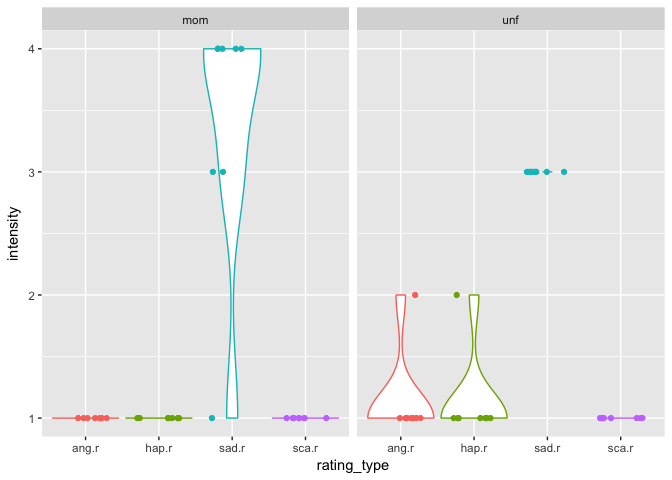 mom unf
intensity
4
3
2
1
ang.r hap.r sad.r sca.r ang.r hap.r sad.r sca.r
rating_type